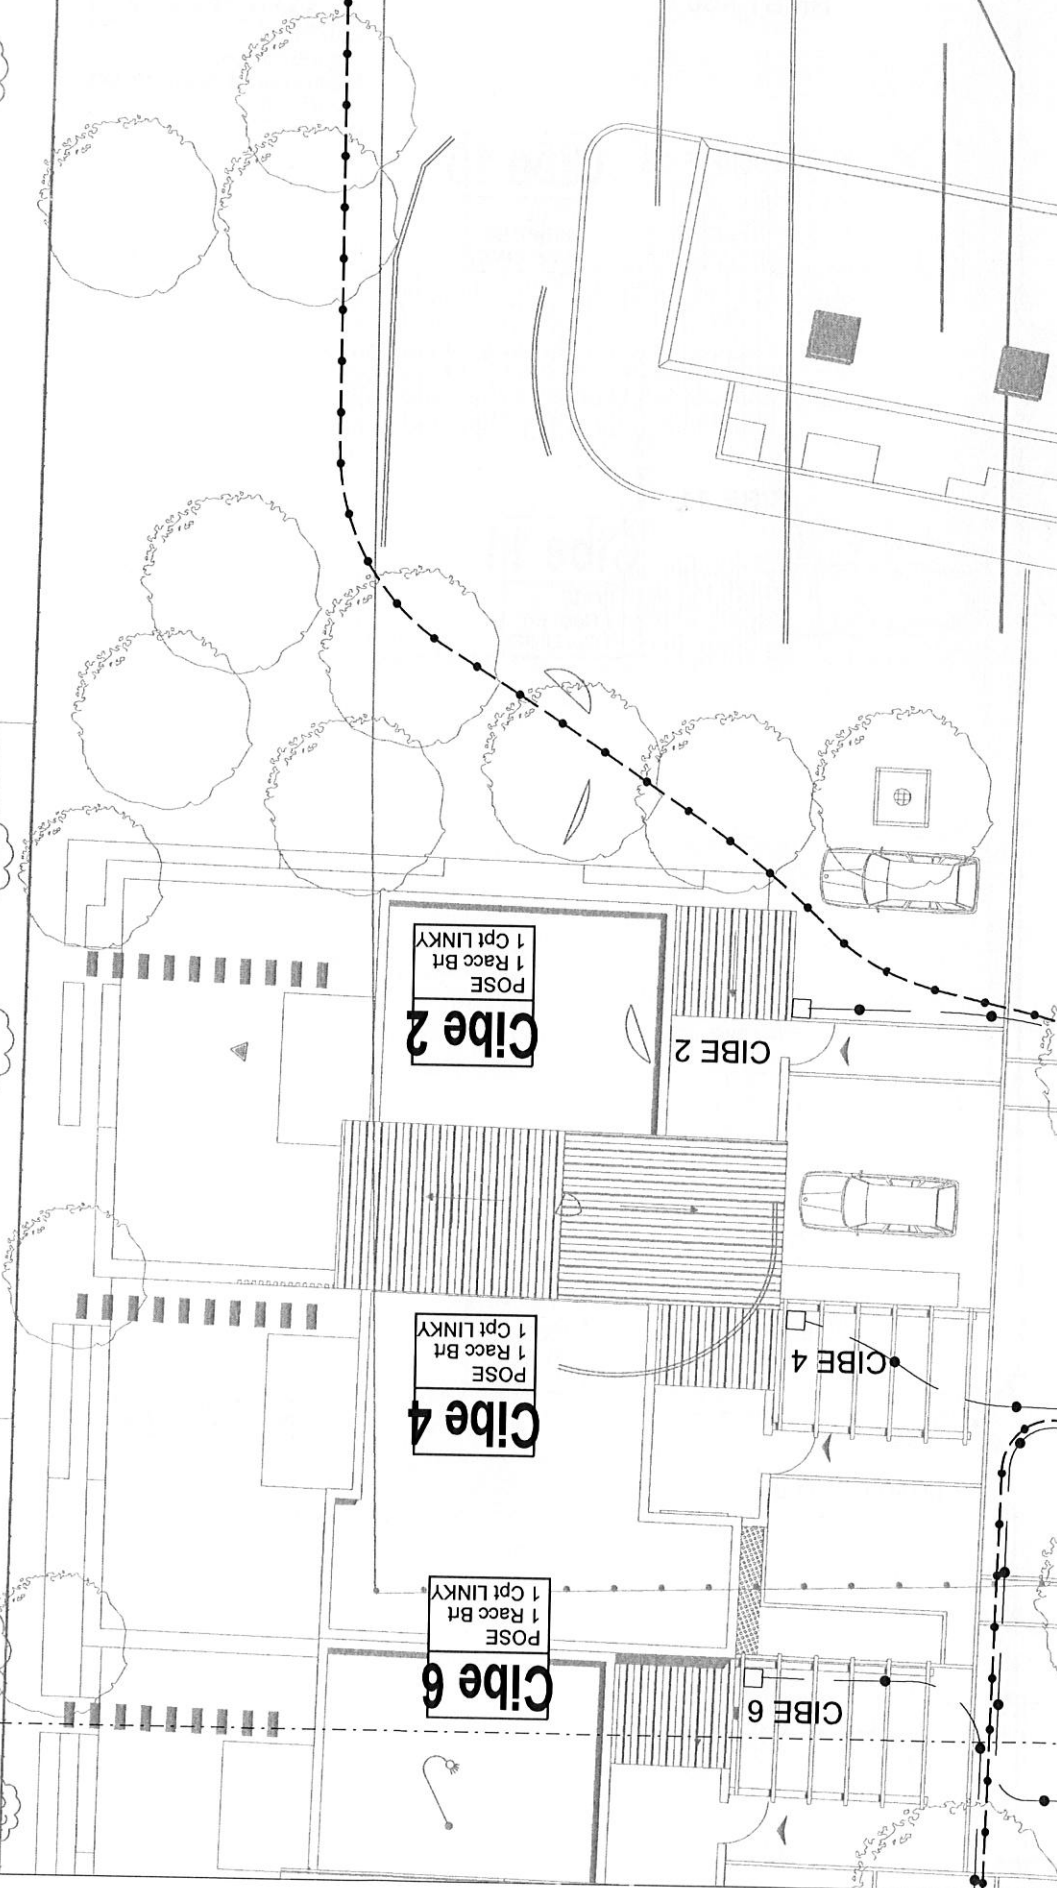 Cibe 6
POSE
1 Racc Brt
1 Cpt LINKY
CIBE 6
Cibe 4
POSE
1 Racc Brt
1 Cpt LINKY
CIBE 4
Cibe 2
POSE
1 Racc Brt
1 Cpt LINKY
CIBE 2